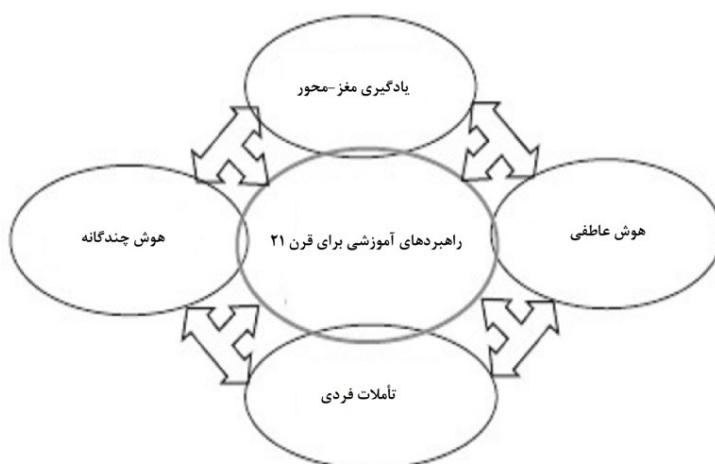 یادگیری مغز-محور
هوش عاطفی
راهبردهای آموزشی برای قرن ۲۱
هوش چندگانه
تأملات فردی